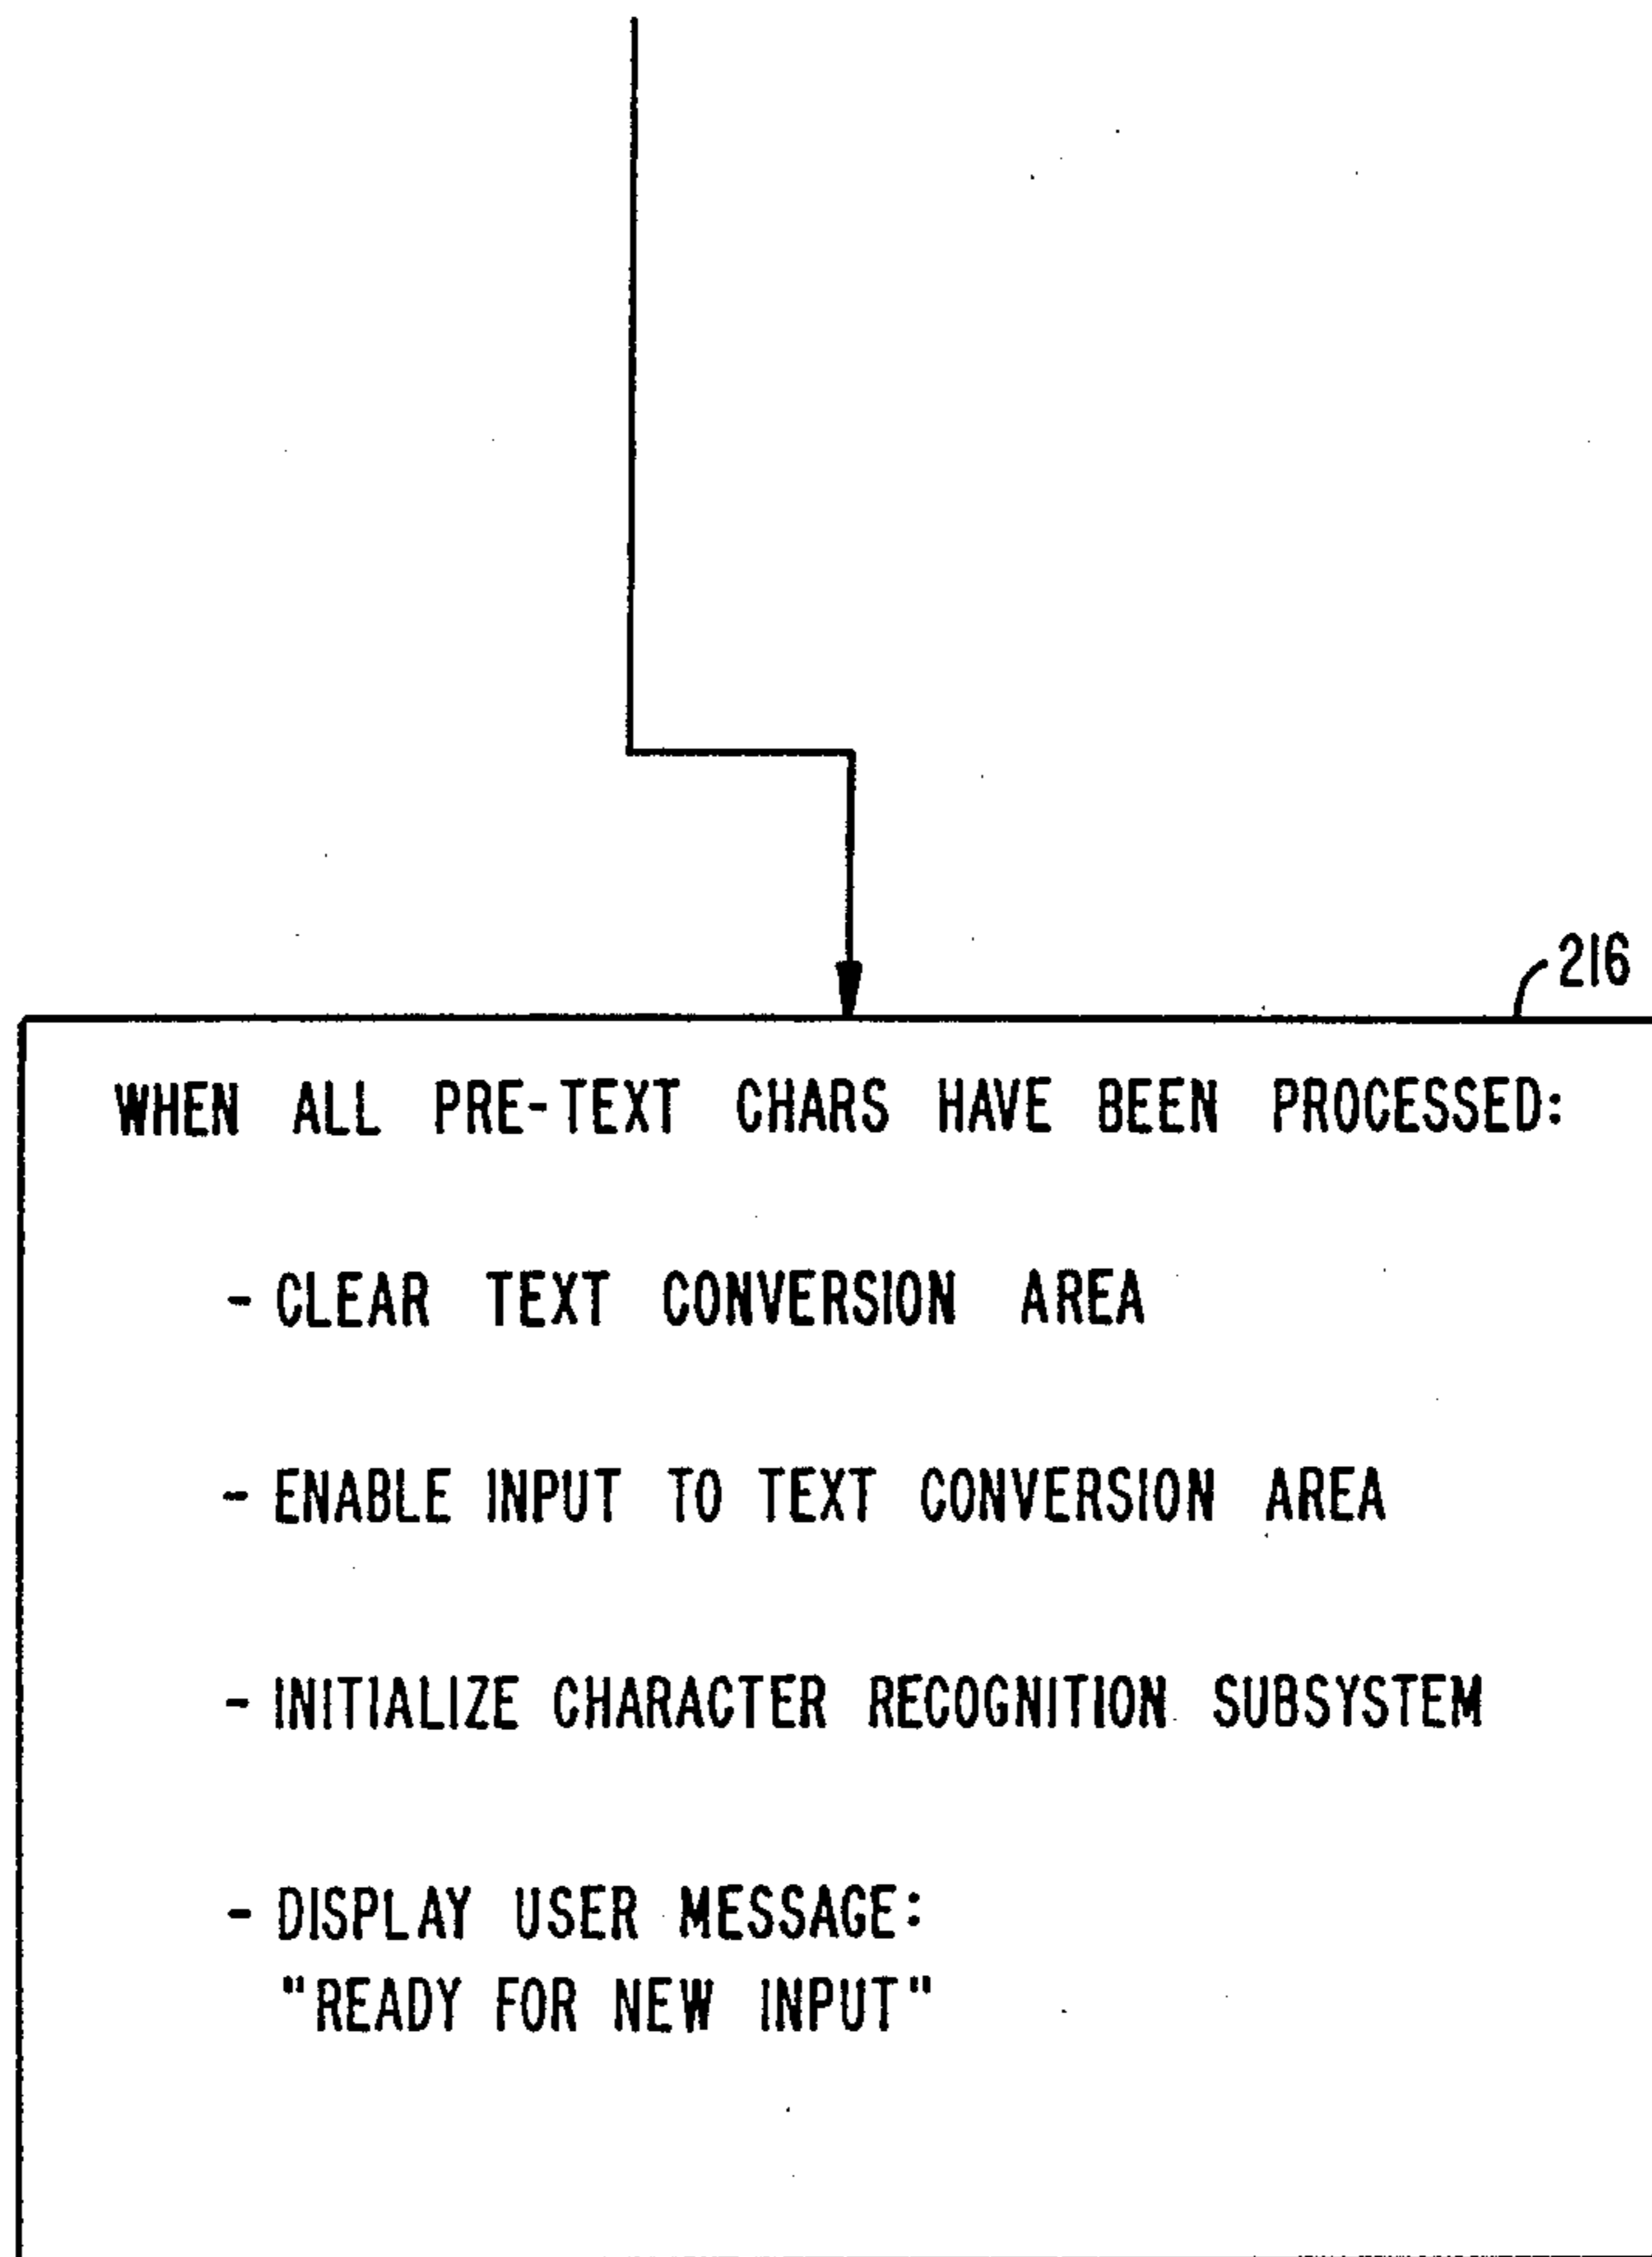 216
WHEN ALL PRE-TEXT CHARS HAVE BEEN PROCESSED:
- CLEAR TEXT CONVERSION AREA
- ENABLE INPUT TO TEXT CONVERSION AREA
- INITIALIZE CHARACTER RECOGNITION SUBSYSTEM
- DISPLAY USER MESSAGE:
"READY FOR NEW INPUT"